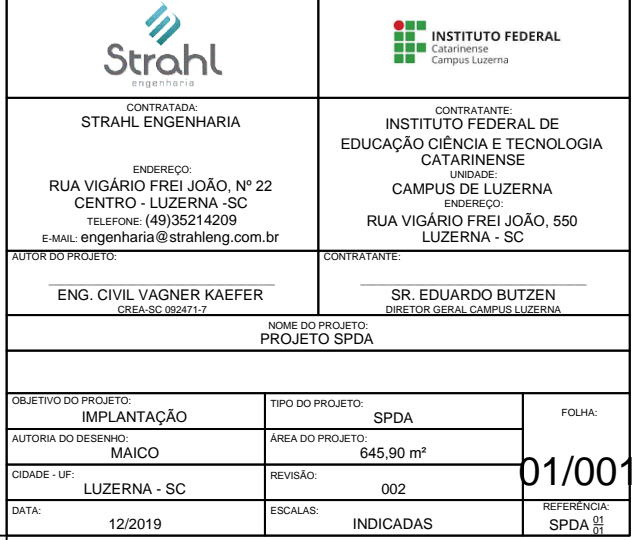 Strahl
engenharia
INSTITUTO FEDERAL
Catarinense
Campus Luzerna
CONTRATADA:
STRAHL ENGENHARIA
ENDEREÇO:
RUA VIGÁRIO FREI JOÃO, Nº 22
CENTRO - LUZERNA -SC
TELEFONE: (49)35214209
E-MAIL: engenharia@strahleng.com.br
CONTRATANTE:
INSTITUTO FEDERAL DE
EDUCAÇÃO CIÊNCIA E TECNOLOGIA
CATARINENSE
UNIDADE:
CAMPUS DE LUZERNA
ENDEREÇO:
RUA VIGÁRIO FREI JOÃO, 550
LUZERNA - SC
AUTOR DO PROJETO:
ENG. CIVIL VAGNER KAEFER
CREA-SC 092471-7
CONTRATANTE:
SR. EDUARDO BUTZEN
DIRETOR GERAL CAMPUS LUZERNA
NOME DO PROJETO:
PROJETO SPDA
OBJETIVO DO PROJETO:
IMPLANTAÇÃO
TIPO DO PROJETO:
SPDA
FOLHA:
01/001
AUTORIA DO DESENHO:
MAICO
ÁREA DO PROJETO:
645,90 m²
CIDADE - UF:
LUZERNA - SC
REVISÃO:
002
DATA:
12/2019
ESCALAS:
INDICADAS
REFERÊNCIA:
SPDA 01/01